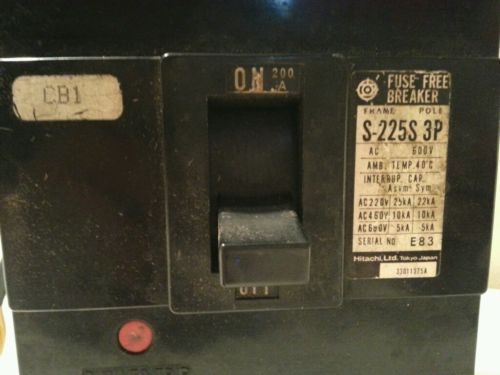 CB1
ON 200 A
OFF
FUSE FREE
BREAKER
FRAME POLE
S-225S 3P
AC 600V
AMB. TEMP. 40°C
INTERRUP. CAP.
Asym Sym
AC220V 25kA 22kA
AC460V 10kA 10kA
AC600V 5kA 5kA
SERIAL NO E83
Hitachi, Ltd. Tokyo Japan